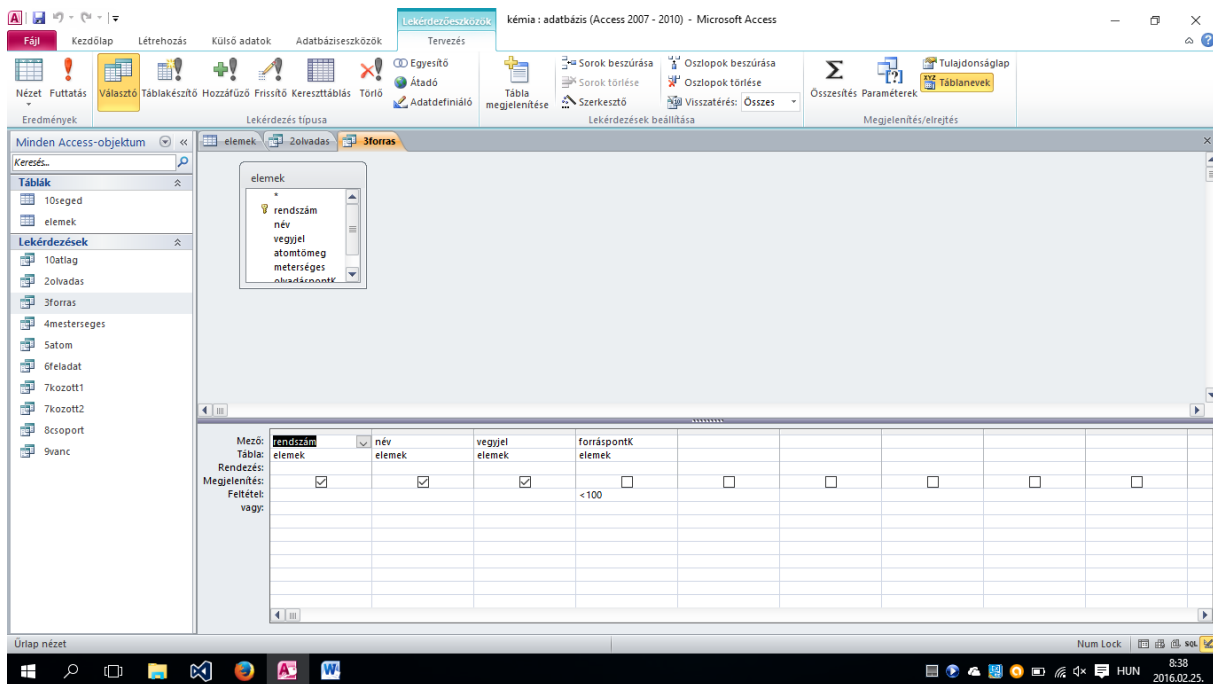 Lekérdezőeszközök kémia : adatbázis (Access 2007 - 2010) - Microsoft Access
Fájl Kezdőlap Létrehozás Külső adatok Adatbáziseszközök Tervezés
Nézet Futtatás Választó Táblakészítő Hozzáfűző Frissítő Kereszttáblás Törlő
Egyesítő
Átadó
Adatdefiniáló
Tábla megjelenítése
Sorok beszúrása
Sorok törlése
Szerkesztő
Oszlopok beszúrása
Oszlopok törlése
Visszatérés: Összes
Összesítés Paraméterek
Tulajdonságlap
XYZ Táblanevek
Eredmények Lekérdezés típusa Lekérdezések beállítása Megjelenítés/elrejtés
Minden Access-objektum
Keresés...
Táblák
10seged
elemek
Lekérdezések
10atlag
2olvadas
3forras
4mesterseges
5atom
6feladat
7kozott1
7kozott2
8csoport
9vanc
elemek 2olvadas 3forras
elemek
*
rendszám
név
vegyjel
atomtömeg
meterséges
olvadáspontK
Mező: rendszám név vegyjel forráspontK
Tábla: elemek elemek elemek elemek
Rendezés:
Megjelenítés:
Feltétel: <100
vagy:
Űrlap nézet Num Lock SQL
HUN 8:38
2016.02.25.